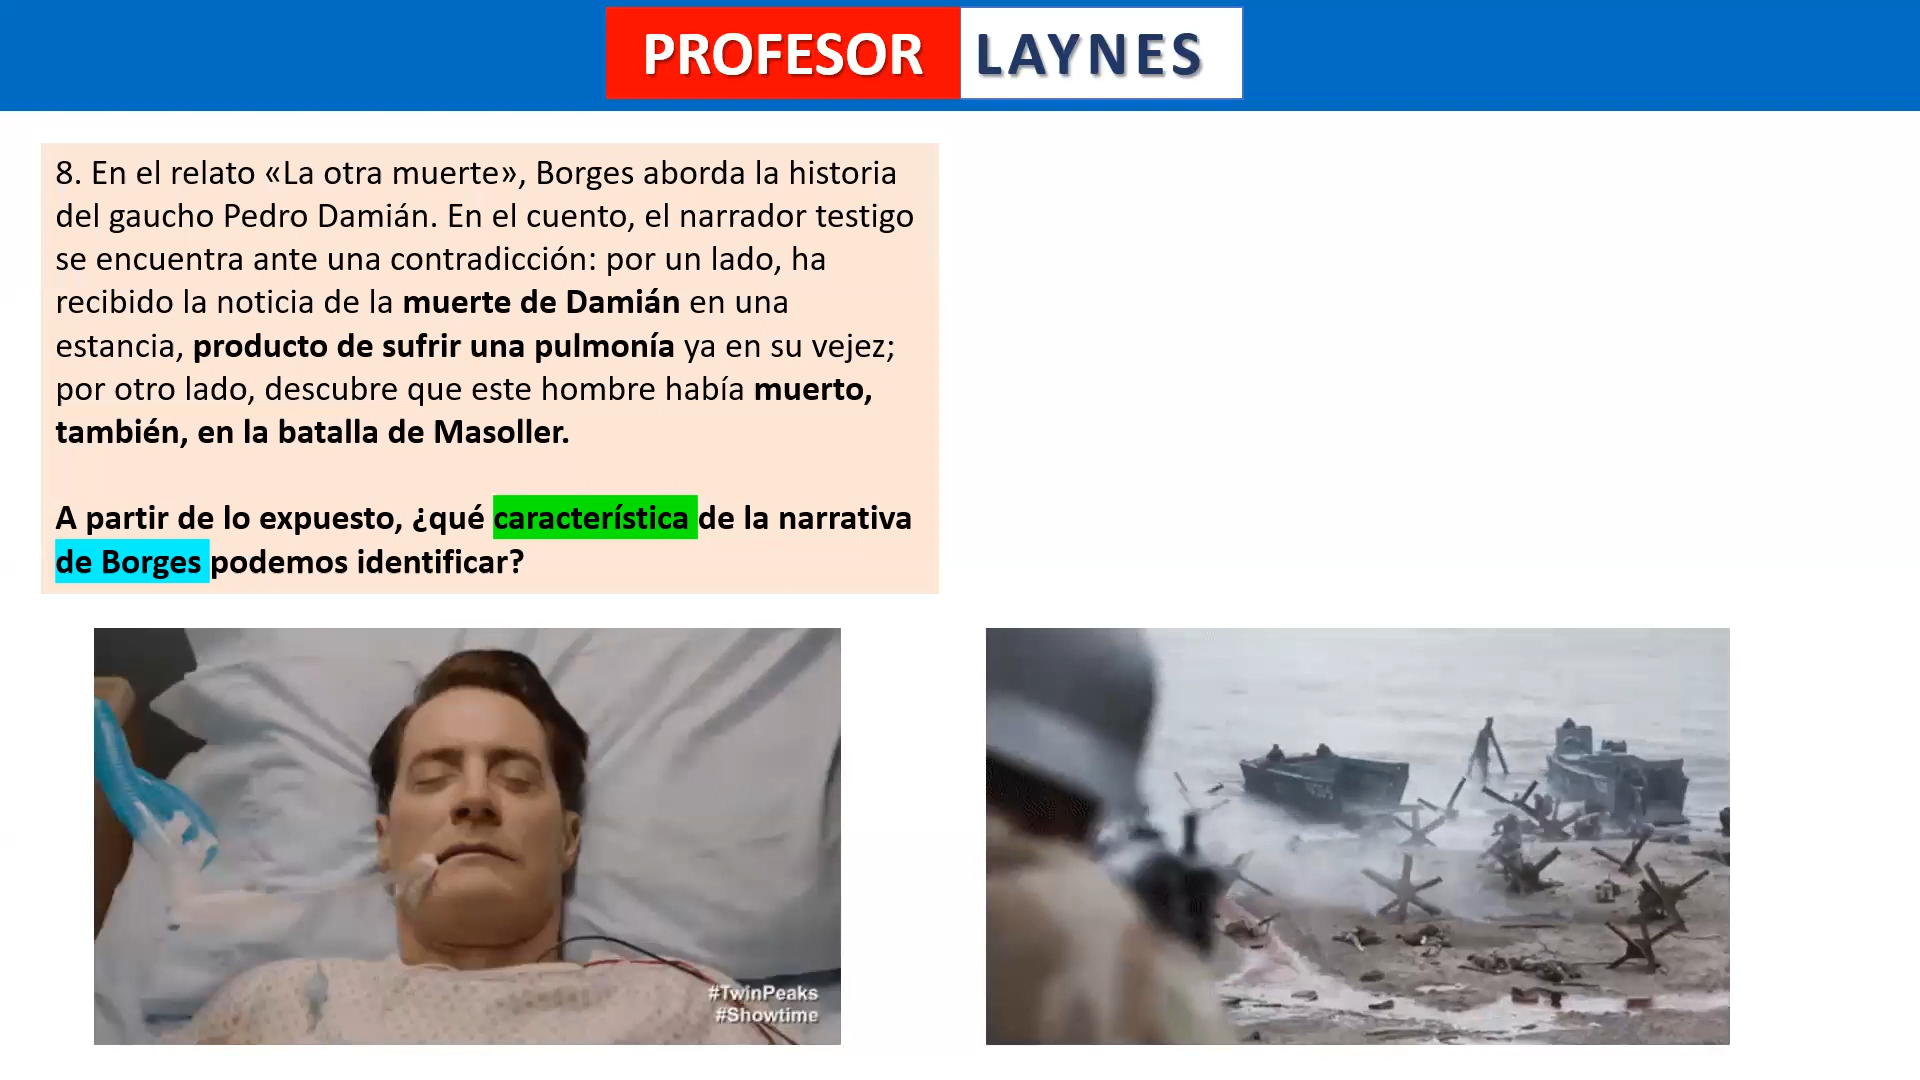 PROFESOR LAYNES
8. En el relato «La otra muerte», Borges aborda la historia
del gaucho Pedro Damián. En el cuento, el narrador testigo
se encuentra ante una contradicción: por un lado, ha
recibido la noticia de la muerte de Damián en una
estancia, producto de sufrir una pulmonía ya en su vejez;
por otro lado, descubre que este hombre había muerto,
también, en la batalla de Masoller.
A partir de lo expuesto, ¿qué característica de la narrativa
de Borges podemos identificar?
#TwinPeaks
#Showtime